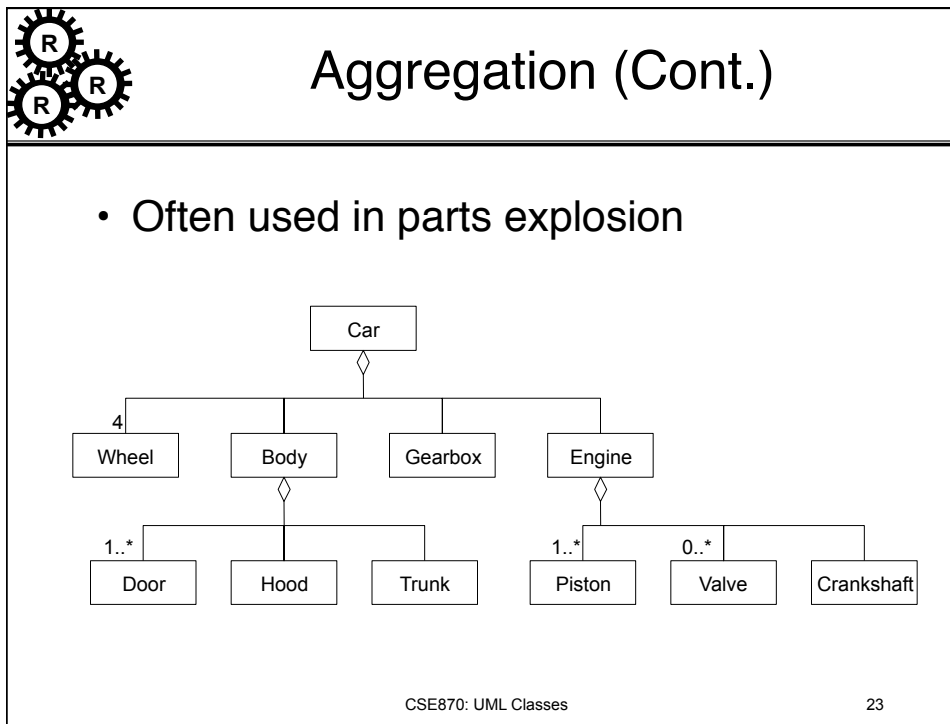 R
R
R
Aggregation (Cont.)
• Often used in parts explosion
Car
4
Wheel Body Gearbox Engine
1..* 1..* 0..*
Door Hood Trunk Piston Valve Crankshaft
CSE870: UML Classes 23